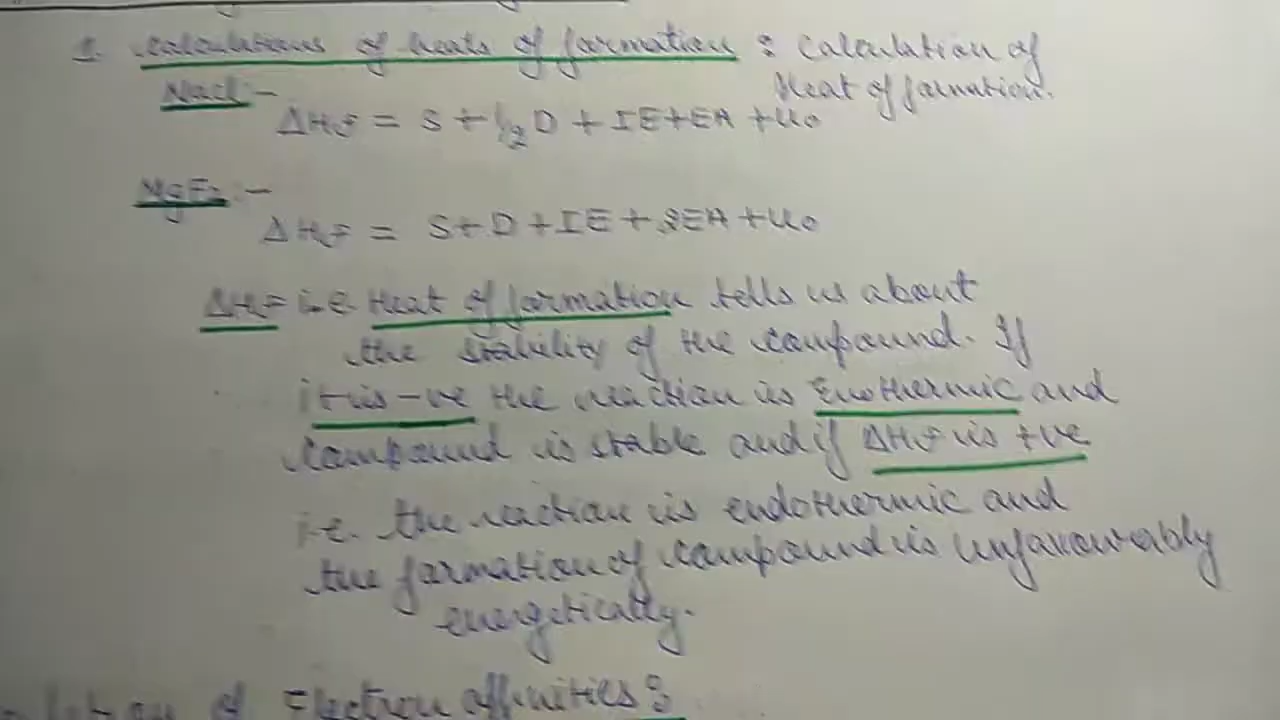 1. Calculations of heats of formation : Calculation of
Heat of formation.
NaCl:-
ΔHf = S + 1/2 D + IE + EA + U₀
MgF₂:-
ΔHf = S + D + IE + 2EA + U₀
ΔHf i.e. Heat of formation tells us about
the stability of the compound. If
it is -ve the reaction is Exothermic and
compound is stable and if ΔHf is +ve
i.e. the reaction is endothermic and
the formation of compound is unfavourably
energetically.
of Electron affinities :